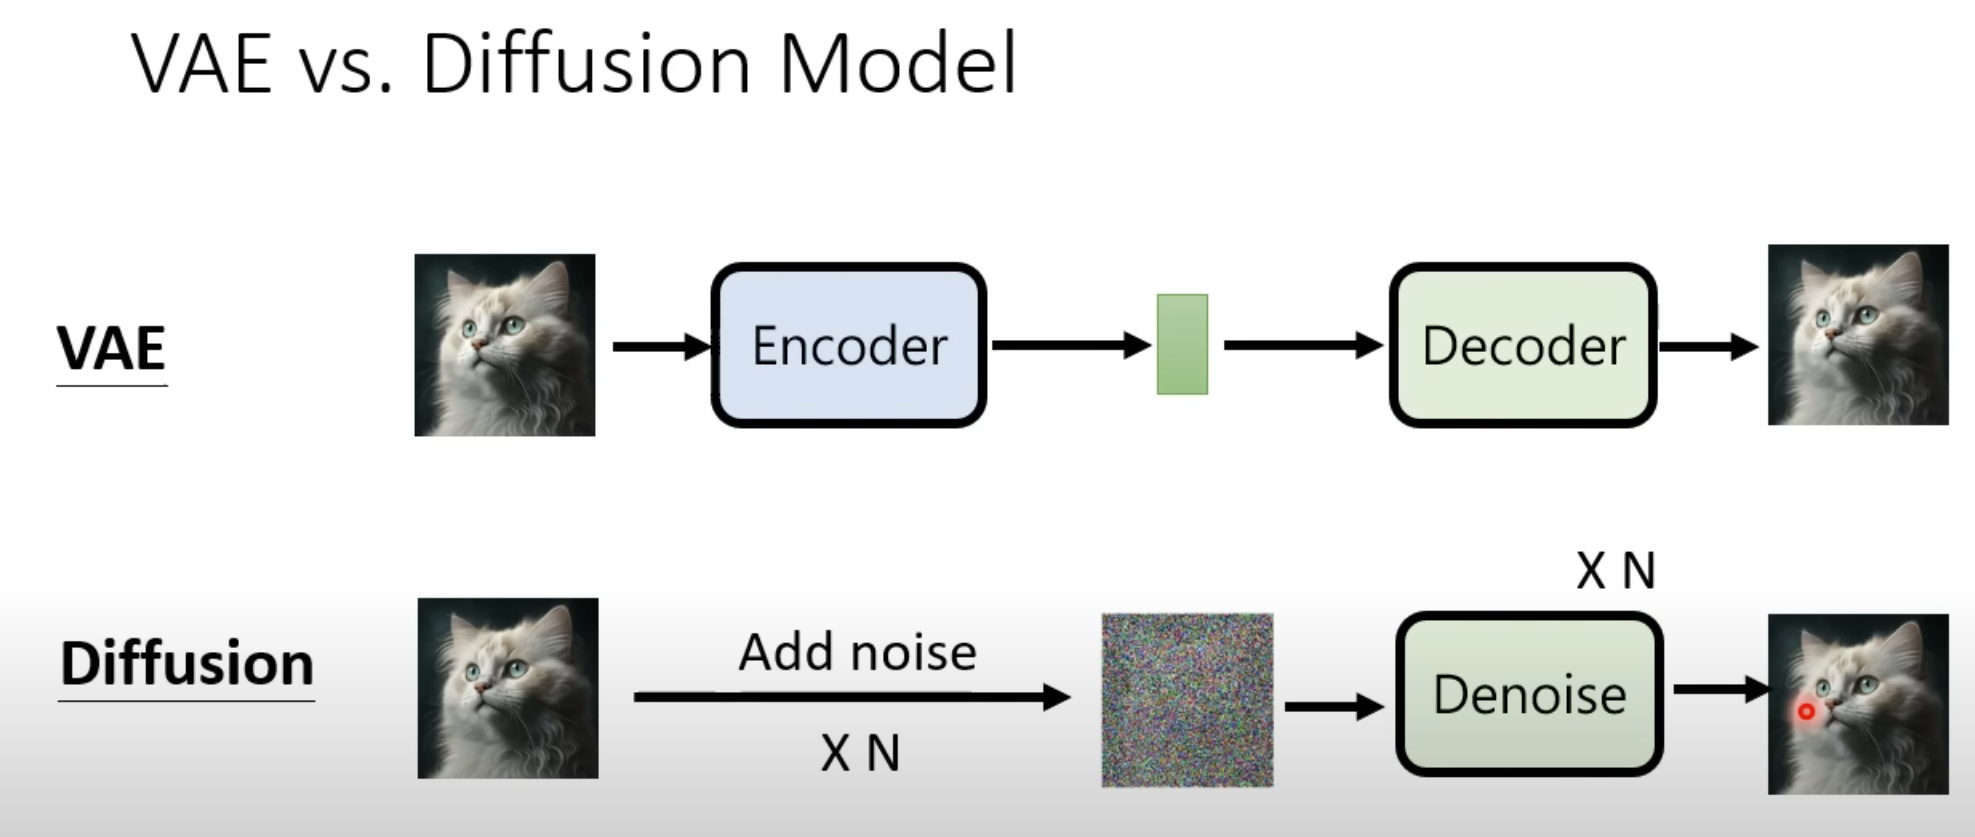 VAE vs. Diffusion Model
VAE
Encoder
Decoder
X N
Diffusion
Add noise
X N
Denoise